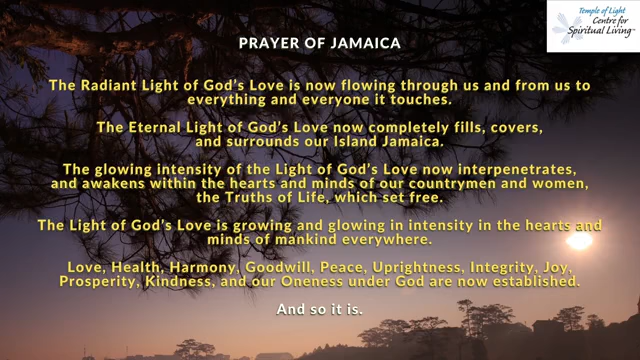 Temple of Light
Centre for
Spiritual Living™
PRAYER OF JAMAICA
The Radiant Light of God's Love is now flowing through us and from us to
everything and everyone it touches.
The Eternal Light of God's Love now completely fills, covers,
and surrounds our Island Jamaica.
The glowing intensity of the Light of God's Love now interpenetrates,
and awakens within the hearts and minds of our countrymen and women,
the Truths of Life, which set free.
The Light of God's Love is growing and glowing in intensity in the hearts and
minds of mankind everywhere.
Love, Health, Harmony, Goodwill, Peace, Uprightness, Integrity, Joy,
Prosperity, Kindness, and our Oneness under God are now established.
And so it is.